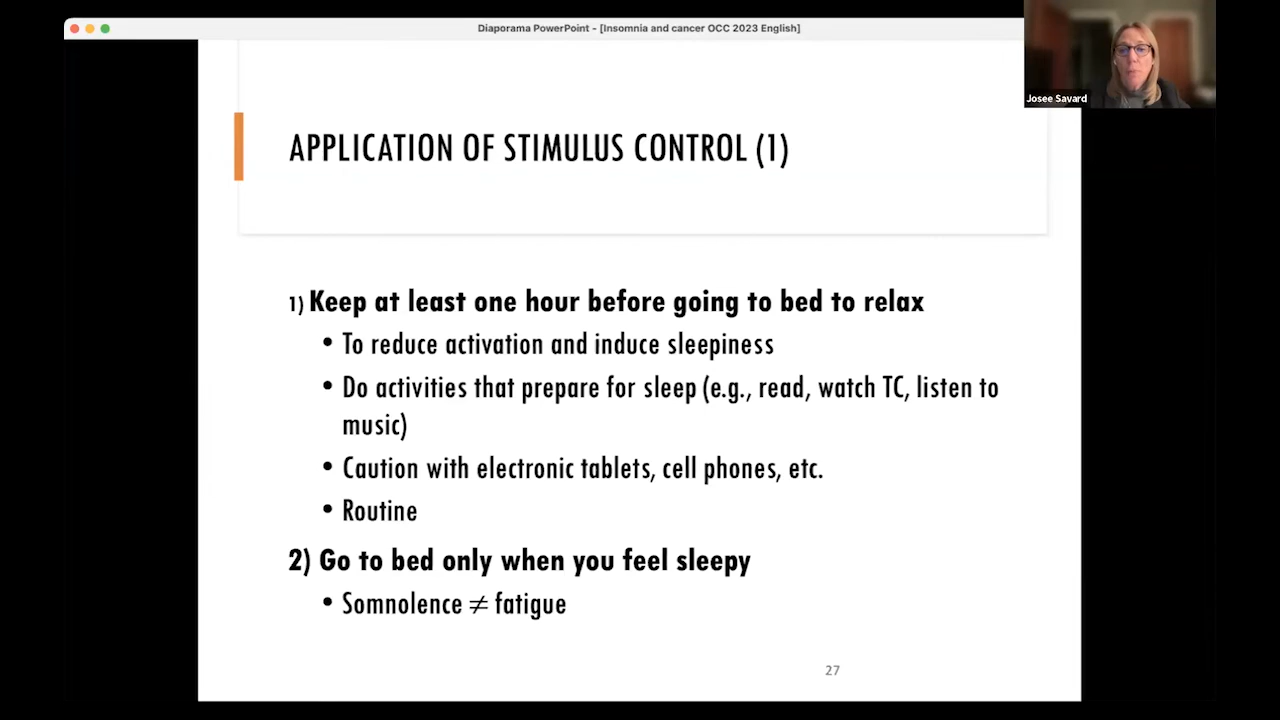 Diaporama PowerPoint - [Insomnia and cancer OCC 2023 English]
Josee Savard
APPLICATION OF STIMULUS CONTROL (1)
1) Keep at least one hour before going to bed to relax
• To reduce activation and induce sleepiness
• Do activities that prepare for sleep (e.g., read, watch TC, listen to
music)
• Caution with electronic tablets, cell phones, etc.
• Routine
2) Go to bed only when you feel sleepy
• Somnolence ≠ fatigue
27